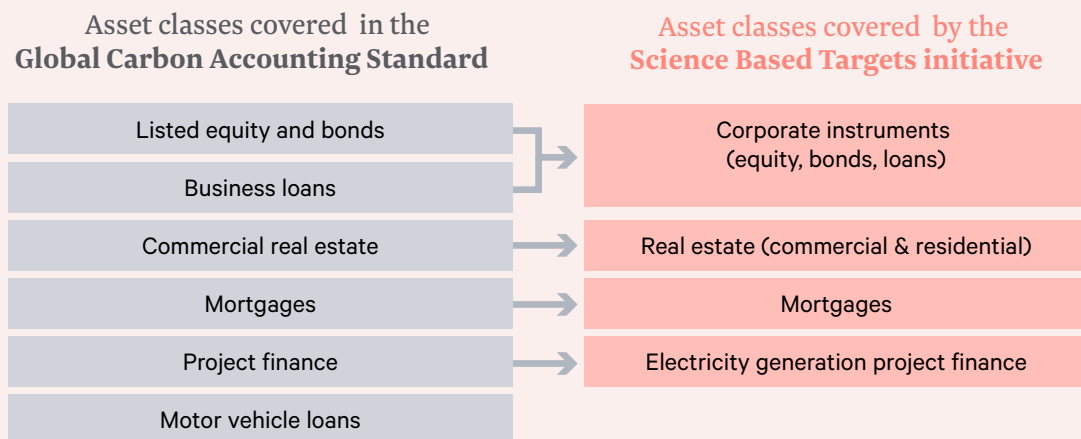 Asset classes covered in the
Global Carbon Accounting Standard
Asset classes covered by the
Science Based Targets initiative
Listed equity and bonds
Business loans
Commercial real estate
Mortgages
Project finance
Motor vehicle loans
Corporate instruments
(equity, bonds, loans)
Real estate (commercial & residential)
Mortgages
Electricity generation project finance